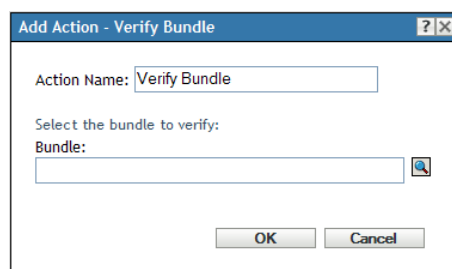 Add Action - Verify Bundle ? X
Action Name: Verify Bundle
Select the bundle to verify:
Bundle:
OK Cancel